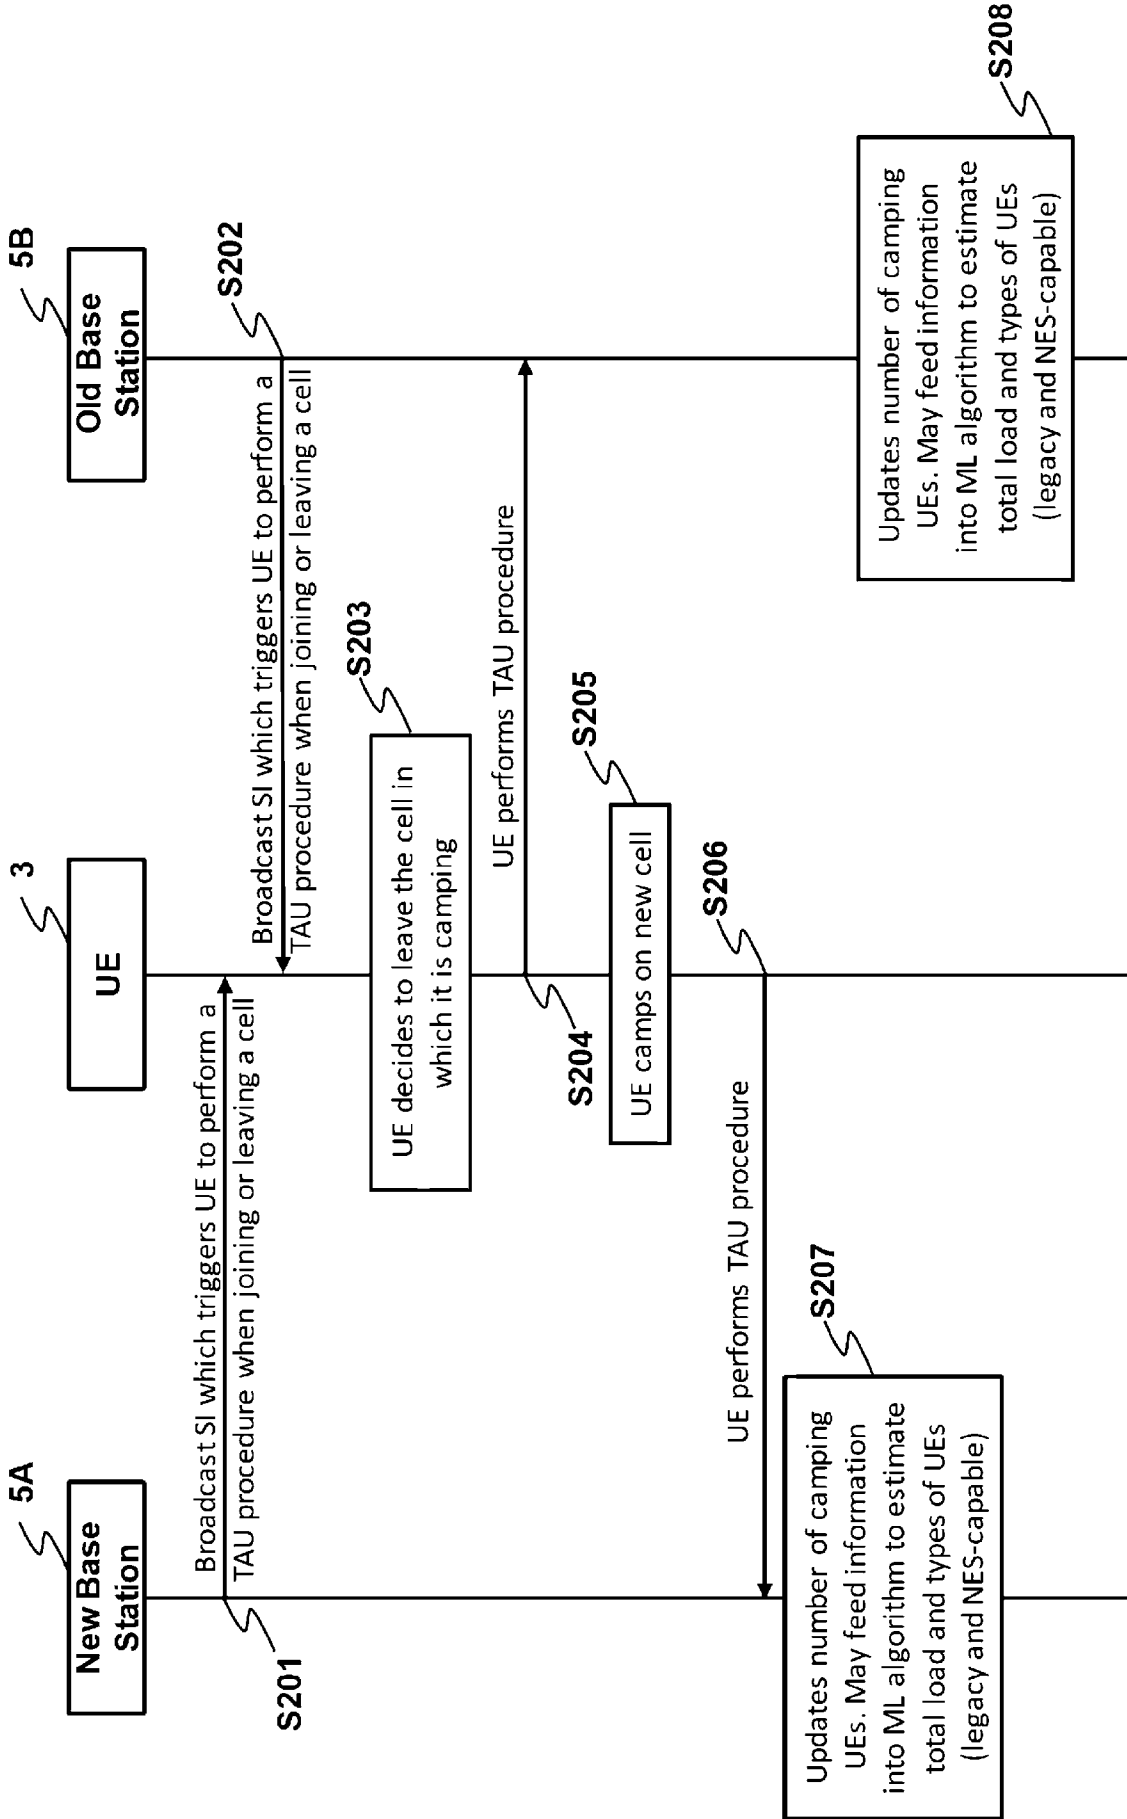 5A
New Base
Station
3
UE
5B
Old Base
Station
S201
Broadcast SI which triggers UE to perform a
TAU procedure when joining or leaving a cell
S202
Broadcast SI which triggers UE to perform a
TAU procedure when joining or leaving a cell
S203
UE decides to leave the cell in
which it is camping
S204
UE performs TAU procedure
S205
UE camps on new cell
S206
UE performs TAU procedure
S207
Updates number of camping
UEs. May feed information
into ML algorithm to estimate
total load and types of UEs
(legacy and NES-capable)
S208
Updates number of camping
UEs. May feed information
into ML algorithm to estimate
total load and types of UEs
(legacy and NES-capable)